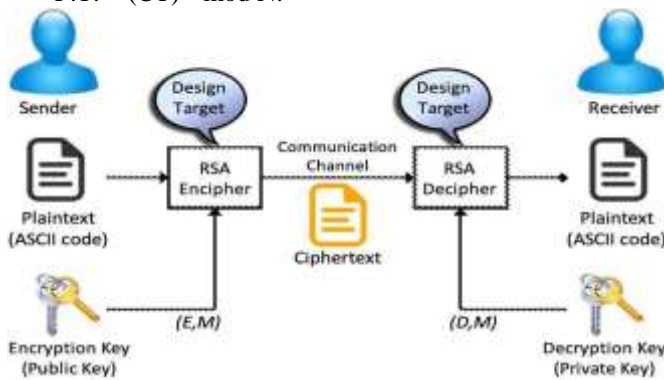 Sender
Design
Target
Design
Target
Receiver
Plaintext
(ASCII code)
RSA
Encipher
Communication
Channel
Ciphertext
RSA
Decipher
Plaintext
(ASCII code)
Encryption Key
(Public Key)
(E,M)
(D,M)
Decryption Key
(Private Key)